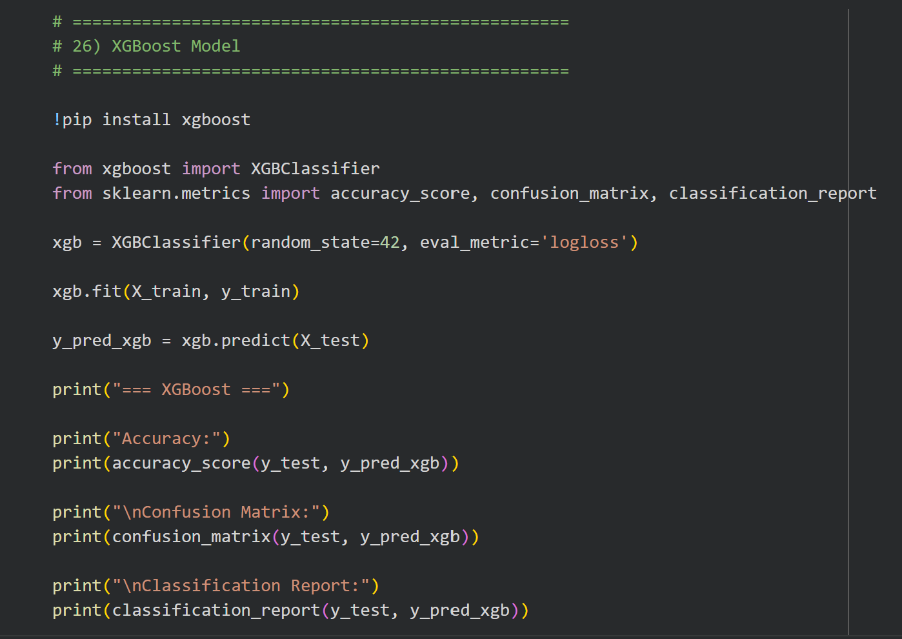 # ==================================================
# 26) XGBoost Model
# ==================================================
!pip install xgboost
from xgboost import XGBClassifier
from sklearn.metrics import accuracy_score, confusion_matrix, classification_report
xgb = XGBClassifier(random_state=42, eval_metric='logloss')
xgb.fit(X_train, y_train)
y_pred_xgb = xgb.predict(X_test)
print("=== XGBoost ===")
print("Accuracy:")
print(accuracy_score(y_test, y_pred_xgb))
print("\nConfusion Matrix:")
print(confusion_matrix(y_test, y_pred_xgb))
print("\nClassification Report:")
print(classification_report(y_test, y_pred_xgb))